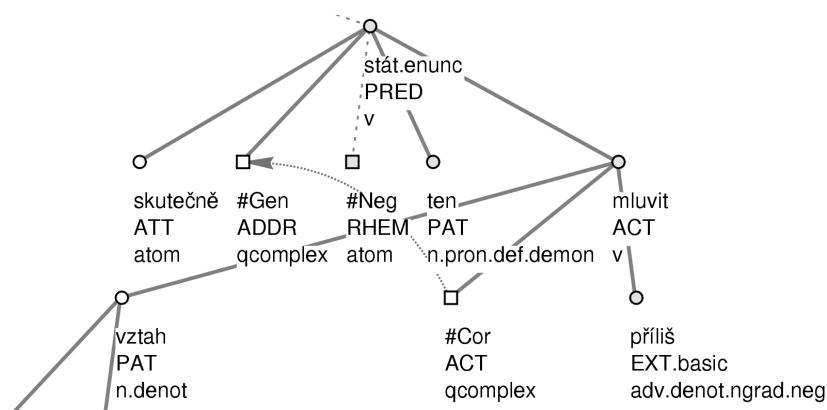 stát.enunc
PRED
v
skutečně #Gen #Neg ten mluvit
ATT ADDR RHEM PAT ACT
atom qcomplex atom n.pron.def.demon v
vztah #Cor příliš
PAT ACT EXT.basic
n.denot qcomplex adv.denot.ngrad.neg